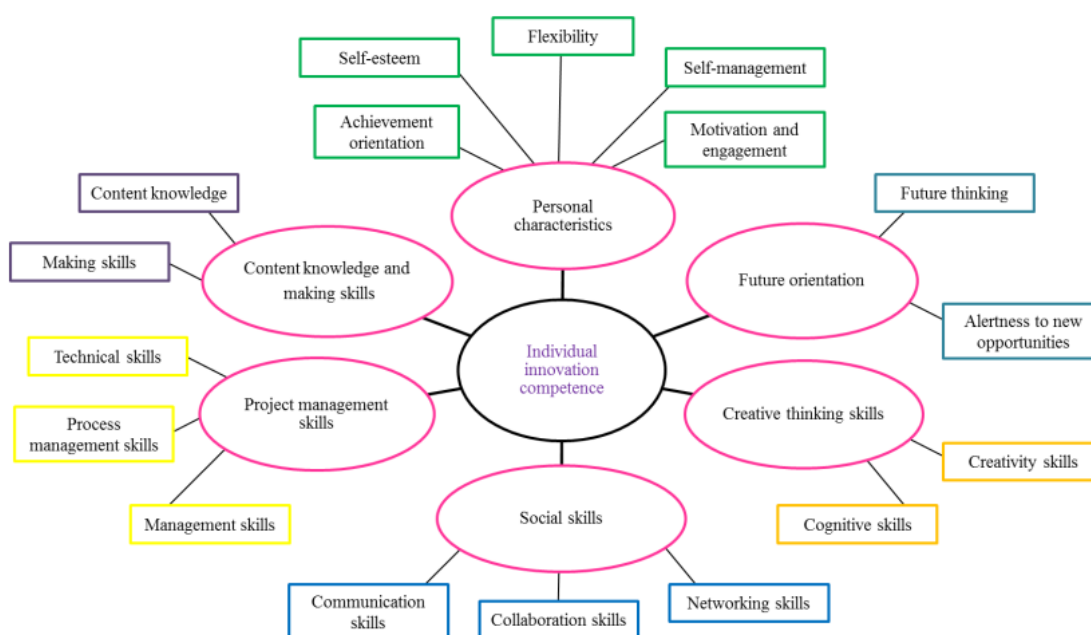 Flexibility
Self-esteem
Self-management
Achievement
orientation
Motivation and
engagement
Personal
characteristics
Content knowledge
Making skills
Content knowledge and
making skills
Future thinking
Future orientation
Alertness to new
opportunities
Individual
innovation
competence
Technical skills
Process
management skills
Management skills
Project management
skills
Creative thinking skills
Creativity skills
Cognitive skills
Social skills
Communication
skills
Collaboration skills
Networking skills